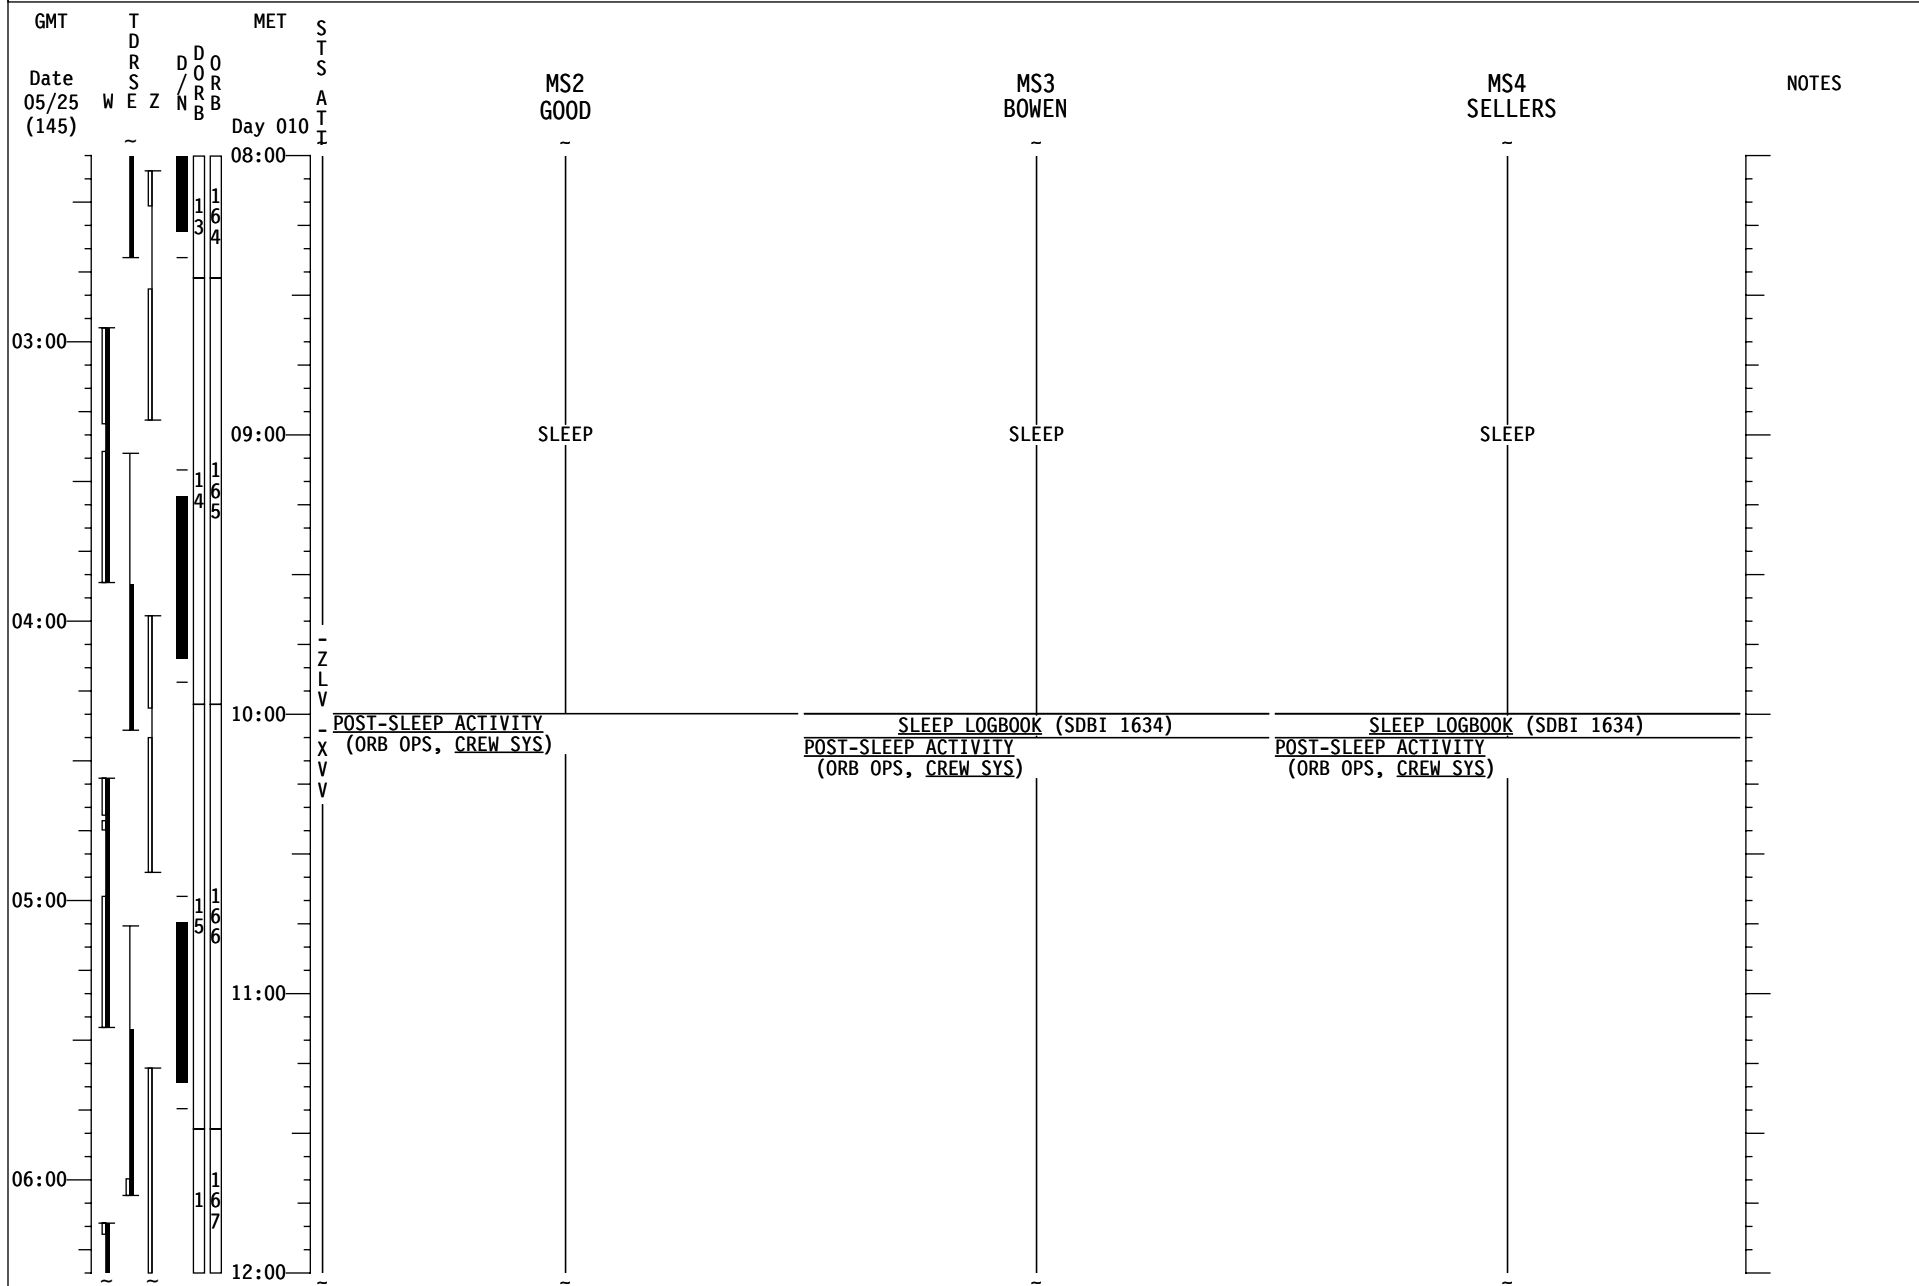 GMT
TDRSE
MET
STS ATT
Date
05/25
(145)
W E Z
D/N
DORB
ORB
Day 010
MS2
GOOD
MS3
BOWEN
MS4
SELLERS
NOTES
~ ~ ~ ~
08:00
13
164
03:00
09:00
SLEEP
SLEEP
SLEEP
14
165
04:00
-ZLV
10:00
-XVV
POST-SLEEP ACTIVITY
(ORB OPS, CREW SYS)
SLEEP LOGBOOK (SDBI 1634)
POST-SLEEP ACTIVITY
(ORB OPS, CREW SYS)
SLEEP LOGBOOK (SDBI 1634)
POST-SLEEP ACTIVITY
(ORB OPS, CREW SYS)
05:00
15
166
11:00
06:00
1
167
12:00
~ ~ ~ ~ ~ ~